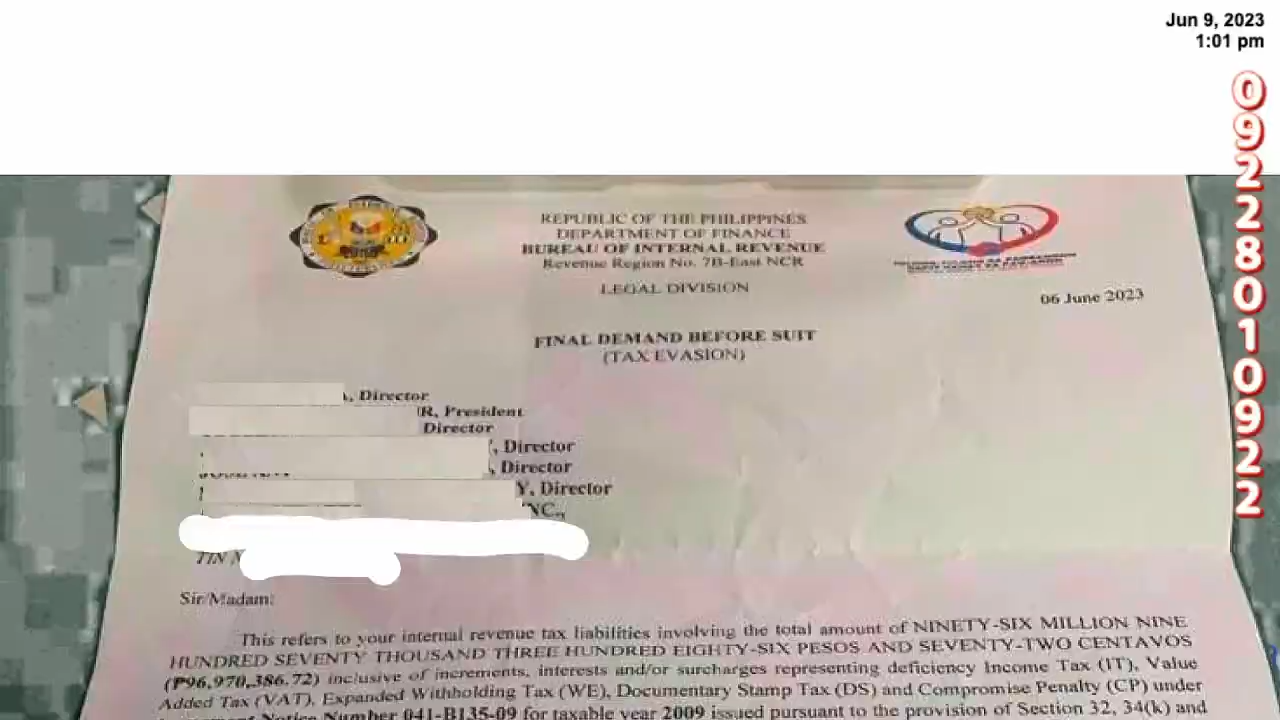 Jun 9, 2023
1:01 pm
09228010922
REPUBLIC OF THE PHILIPPINES
DEPARTMENT OF FINANCE
BUREAU OF INTERNAL REVENUE
Revenue Region No. 7B-East NCR
LEGAL DIVISION
06 June 2023
FINAL DEMAND BEFORE SUIT
(TAX EVASION)
, Director
R, President
Director
, Director
, Director
Y, Director
NC.,
TIN N
Sir/Madam:
This refers to your internal revenue tax liabilities involving the total amount of NINETY-SIX MILLION NINE
HUNDRED SEVENTY THOUSAND THREE HUNDRED EIGHTY-SIX PESOS AND SEVENTY-TWO CENTAVOS
(₱96,970,386.72) inclusive of increments, interests and/or surcharges representing deficiency Income Tax (IT), Value
Added Tax (VAT), Expanded Withholding Tax (WE), Documentary Stamp Tax (DS) and Compromise Penalty (CP) under
Notice Number 041-B135-09 for taxable year 2009 issued pursuant to the provision of Section 32, 34(k) and